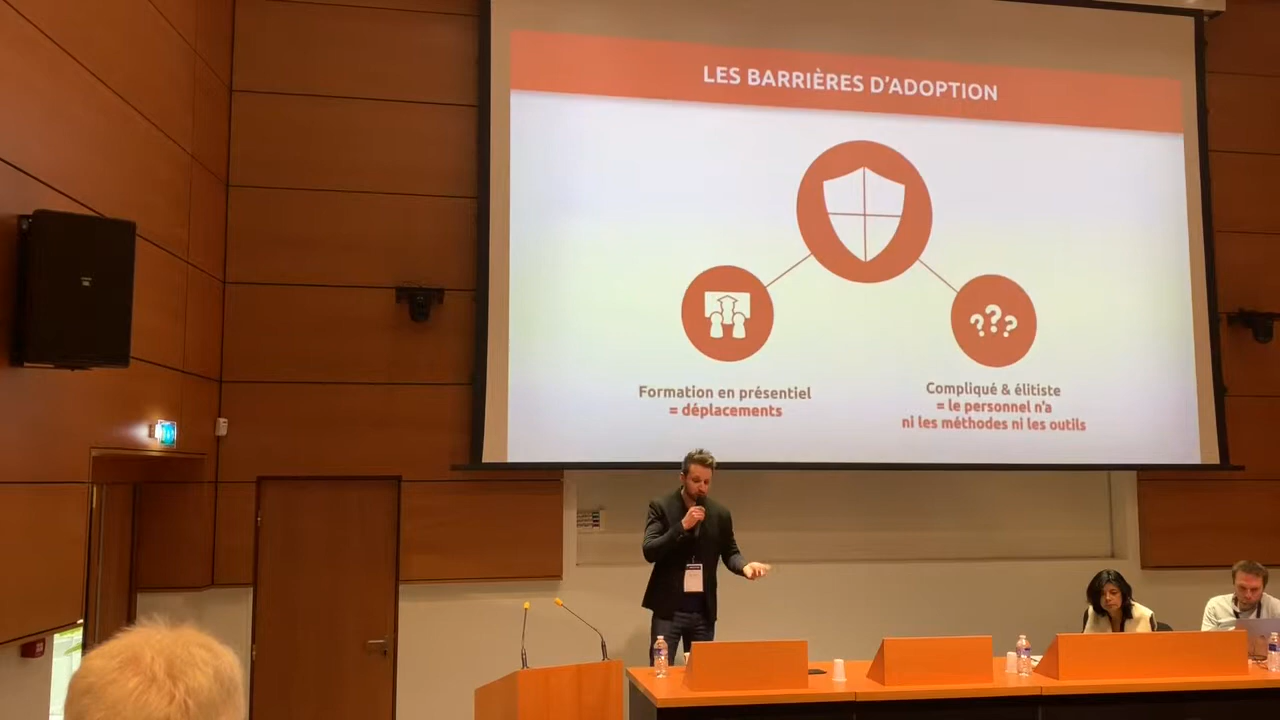 LES BARRIÈRES D'ADOPTION
? ? ?
Formation en présentiel
= déplacements
Compliqué & élitiste
= le personnel n'a
ni les méthodes ni les outils